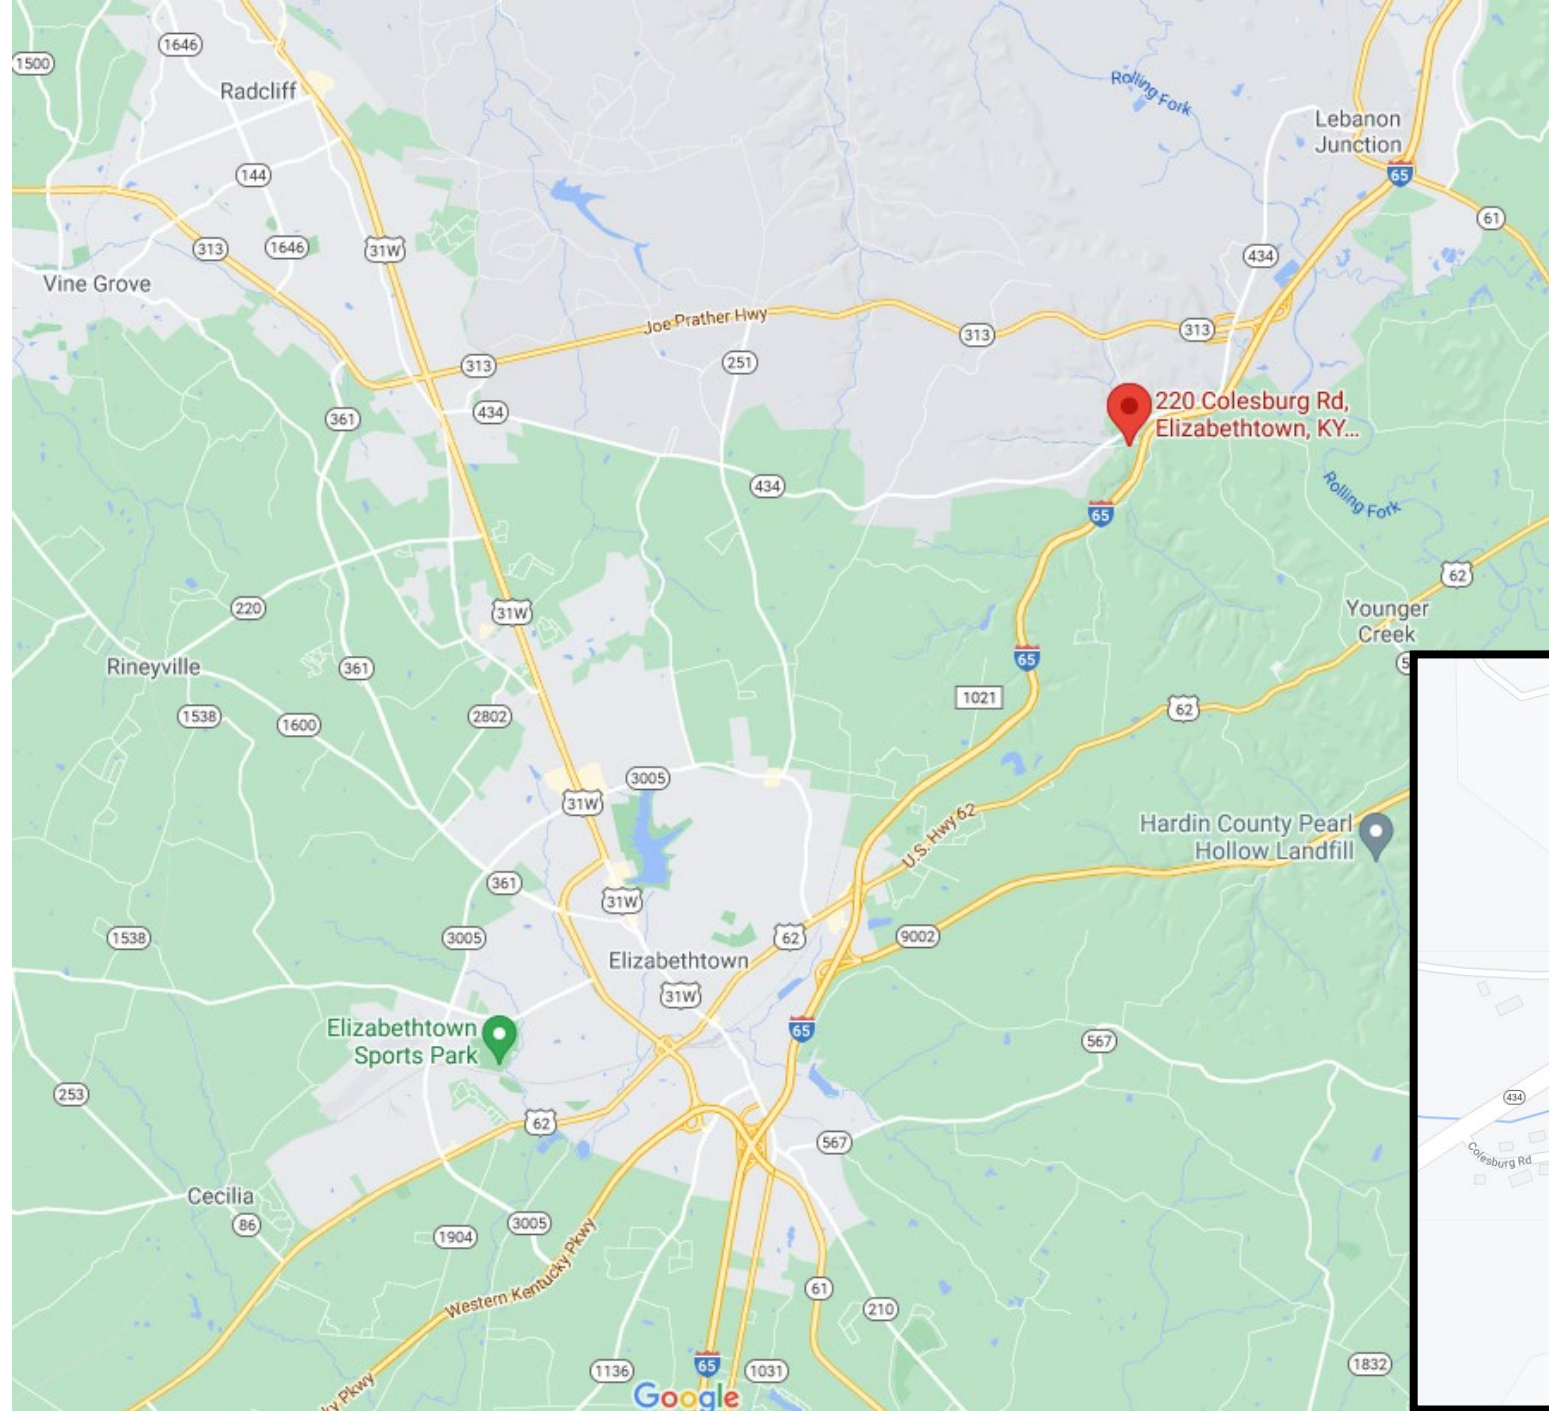 1646
1500
Radcliff
Rolling Fork
Lebanon
Junction
65
144
61
313
1646
31W
434
Vine Grove
Joe Prather Hwy
313
313
251
313
220 Colesburg Rd,
Elizabethtown, KY...
361
434
434
Rolling Fork
65
62
220
31W
Younger
Creek
Rineyville
361
65
5
1021
1538
1600
2802
62
3005
31W
U.S. Hwy 62
Hardin County Pearl
Hollow Landfill
361
31W
1538
3005
62
9002
Elizabethtown
31W
Elizabethtown
Sports Park
65
567
253
434
62
567
Colesburg Rd
Cecilia
86
1904
3005
Western Kentucky Pkwy
61
210
65
1136
1031
1832
ky Pkwy
Google